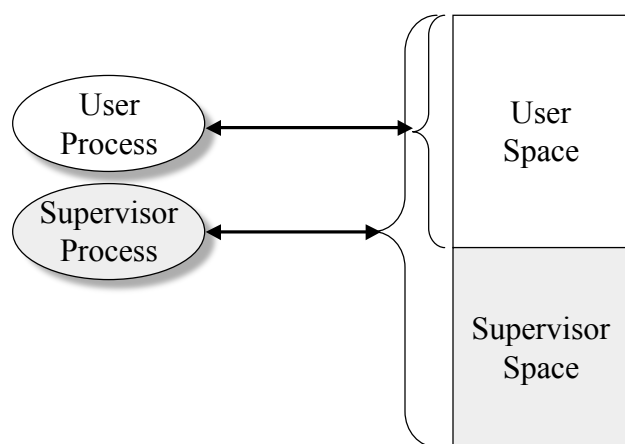 User
Process
Supervisor
Process
User
Space
Supervisor
Space